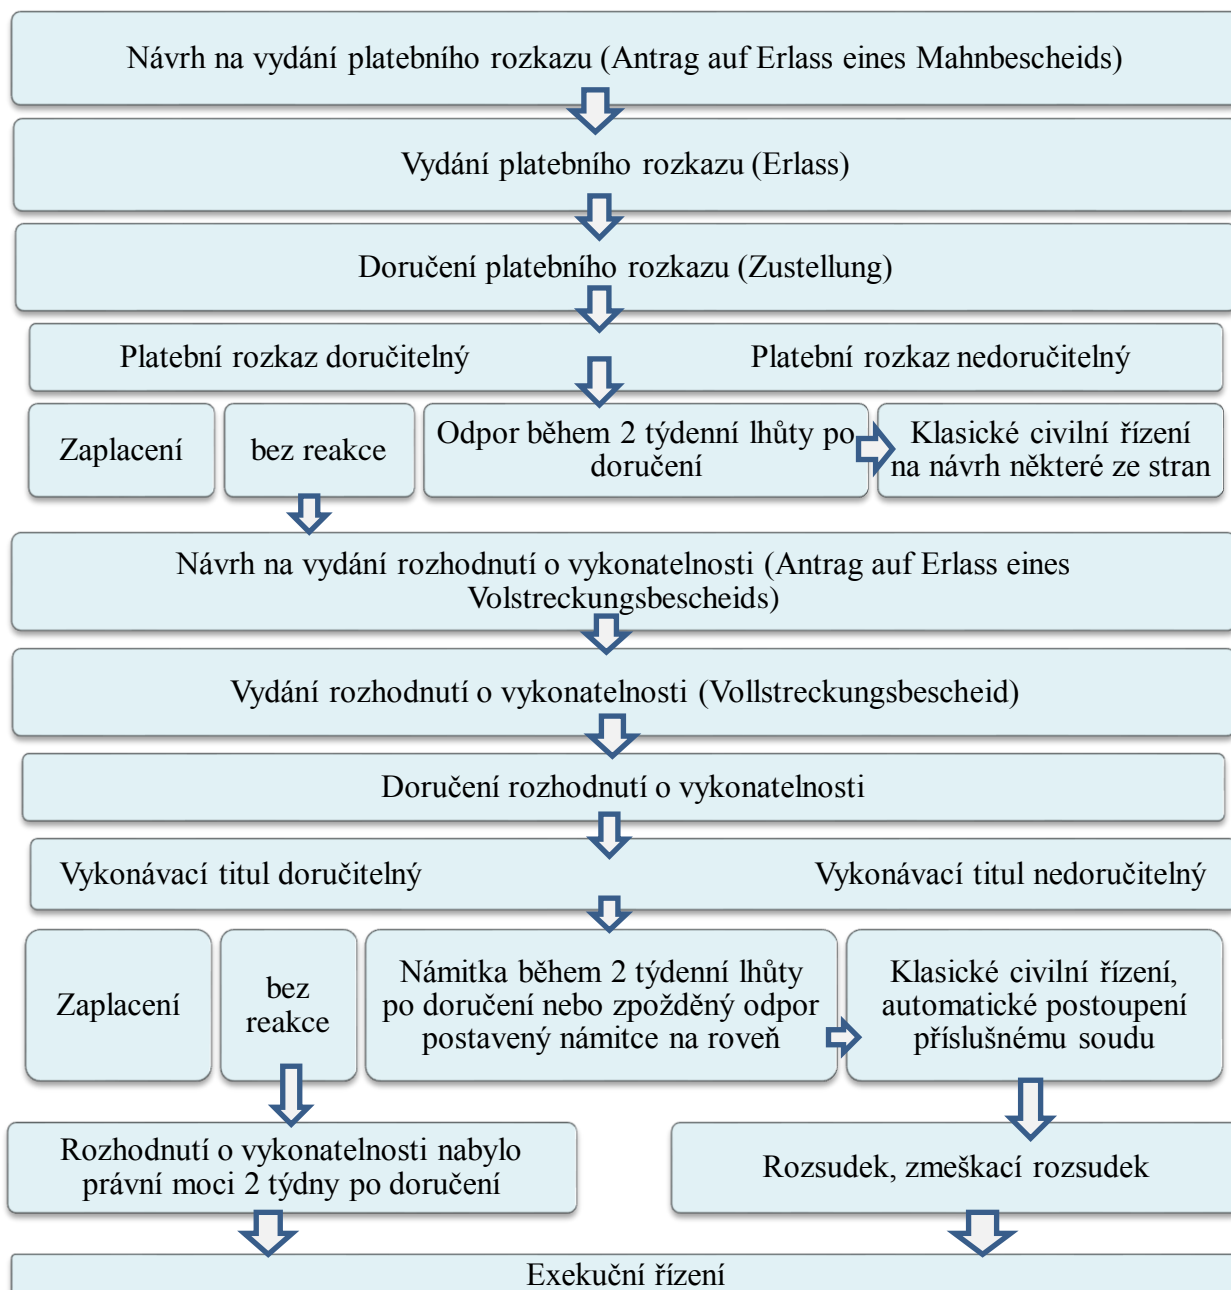 Návrh na vydání platebního rozkazu (Antrag auf Erlass eines Mahnbescheids)
Vydání platebního rozkazu (Erlass)
Doručení platebního rozkazu (Zustellung)
Platební rozkaz doručitelný
Platební rozkaz nedoručitelný
Zaplacení
bez reakce
Odpor během 2 týdenní lhůty po
doručení
Klasické civilní řízení
na návrh některé ze stran
Návrh na vydání rozhodnutí o vykonatelnosti (Antrag auf Erlass eines
Volstreckungsbescheids)
Vydání rozhodnutí o vykonatelnosti (Vollstreckungsbescheid)
Doručení rozhodnutí o vykonatelnosti
Vykonávací titul doručitelný
Vykonávací titul nedoručitelný
Zaplacení
bez
reakce
Námitka během 2 týdenní lhůty
po doručení nebo zpožděný odpor
postavený námitce na roveň
Klasické civilní řízení,
automatické postoupení
příslušnému soudu
Rozhodnutí o vykonatelnosti nabylo
právní moci 2 týdny po doručení
Rozsudek, zmeškací rozsudek
Exekuční řízení